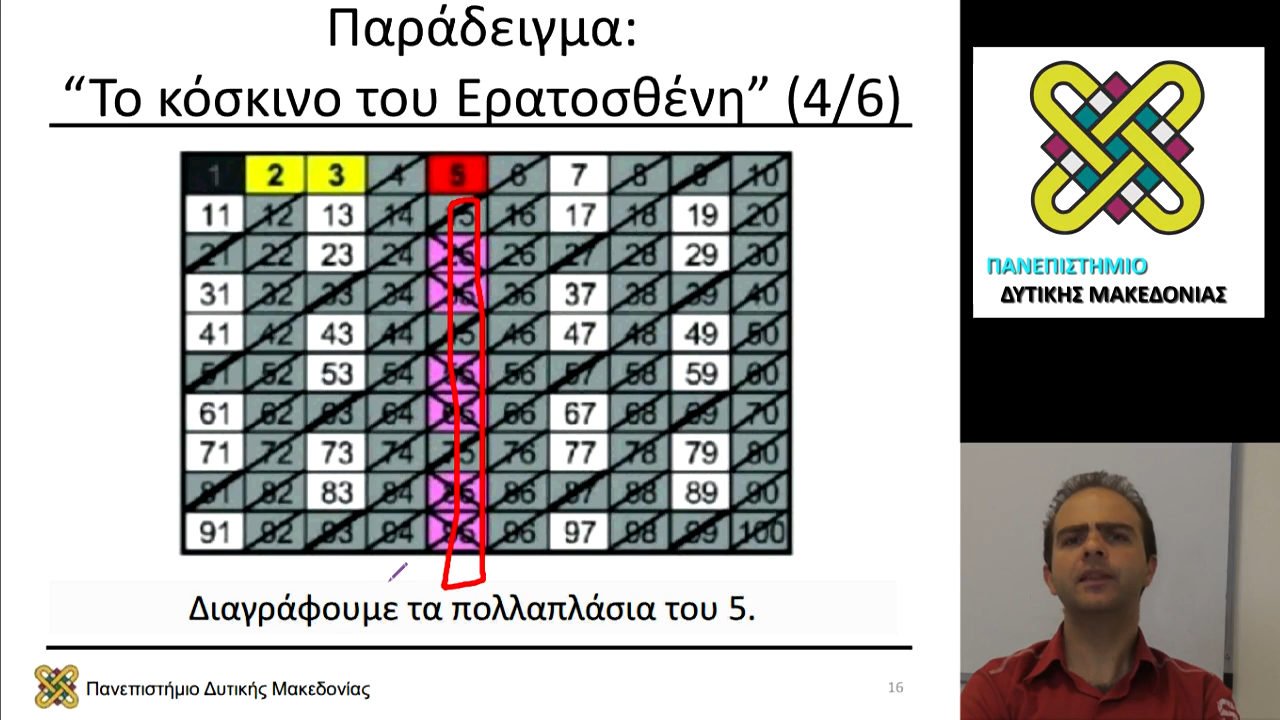 Παράδειγμα:
“Το κόσκινο του Ερατοσθένη” (4/6)
1 2 3 4 5 6 7 8 9 10
11 12 13 14 15 16 17 18 19 20
21 22 23 24 25 26 27 28 29 30
31 32 33 34 35 36 37 38 39 40
41 42 43 44 45 46 47 48 49 50
51 52 53 54 55 56 57 58 59 60
61 62 63 64 65 66 67 68 69 70
71 72 73 74 75 76 77 78 79 80
81 82 83 84 85 86 87 88 89 90
91 92 93 94 95 96 97 98 99 100
Διαγράφουμε τα πολλαπλάσια του 5.
Πανεπιστήμιο Δυτικής Μακεδονίας
16
ΠΑΝΕΠΙΣΤΗΜΙΟ
ΔΥΤΙΚΗΣ ΜΑΚΕΔΟΝΙΑΣ